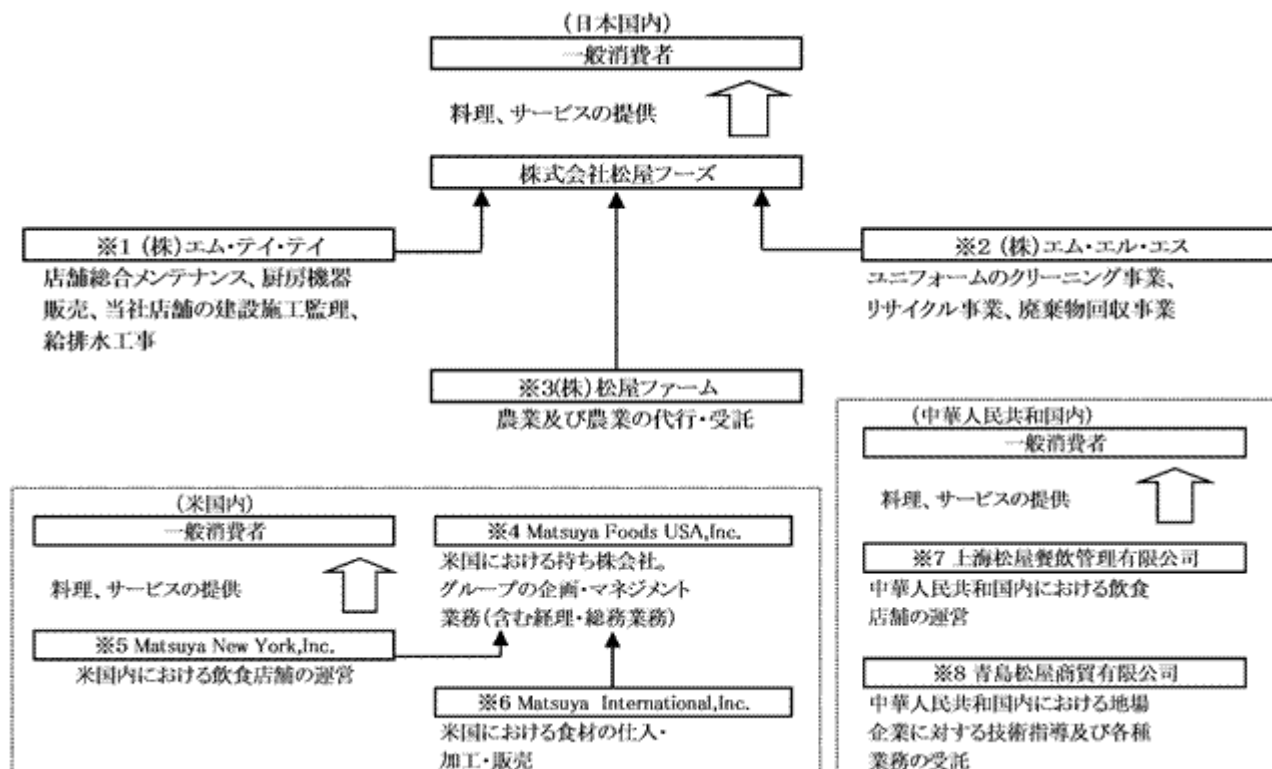 (日本国内)
一般消費者
料理、サービスの提供
株式会社松屋フーズ
※1 (株)エム・テイ・テイ
店舗総合メンテナンス、厨房機器
販売、当社店舗の建設施工監理、
給排水工事
※2 (株)エム・エル・エス
ユニフォームのクリーニング事業、
リサイクル事業、廃棄物回収事業
※3(株)松屋ファーム
農業及び農業の代行・受託
(米国内)
一般消費者
料理、サービスの提供
※5 Matsuya New York,Inc.
米国内における飲食店舗の運営
※4 Matsuya Foods USA,Inc.
米国における持ち株会社。
グループの企画・マネジメント
業務(含む経理・総務業務)
※6 Matsuya International,Inc.
米国における食材の仕入・
加工・販売
(中華人民共和国内)
一般消費者
料理、サービスの提供
※7 上海松屋餐飲管理有限公司
中華人民共和国内における飲食
店舗の運営
※8 青島松屋商貿有限公司
中華人民共和国内における地場
企業に対する技術指導及び各種
業務の受託